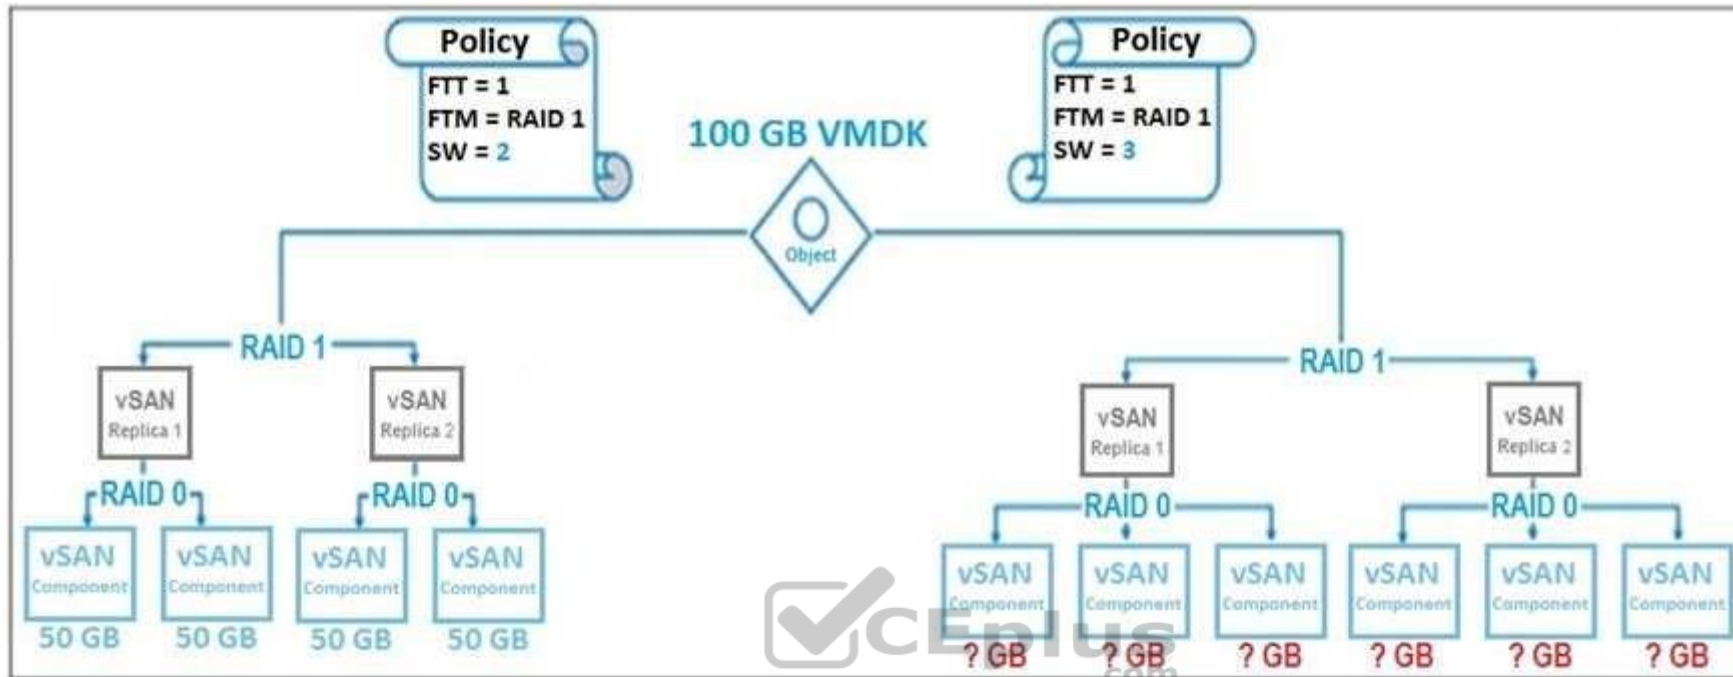 Policy
FTT = 1
FTM = RAID 1
SW = 2
Policy
FTT = 1
FTM = RAID 1
SW = 3
100 GB VMDK
Object
RAID 1
vSAN
Replica 1
vSAN
Replica 2
RAID 0
RAID 0
vSAN
Component
50 GB
vSAN
Component
50 GB
vSAN
Component
50 GB
vSAN
Component
50 GB
RAID 1
vSAN
Replica 1
vSAN
Replica 2
RAID 0
RAID 0
vSAN
Component
? GB
vSAN
Component
? GB
vSAN
Component
? GB
vSAN
Component
? GB
vSAN
Component
? GB
vSAN
Component
? GB
CEplus
com